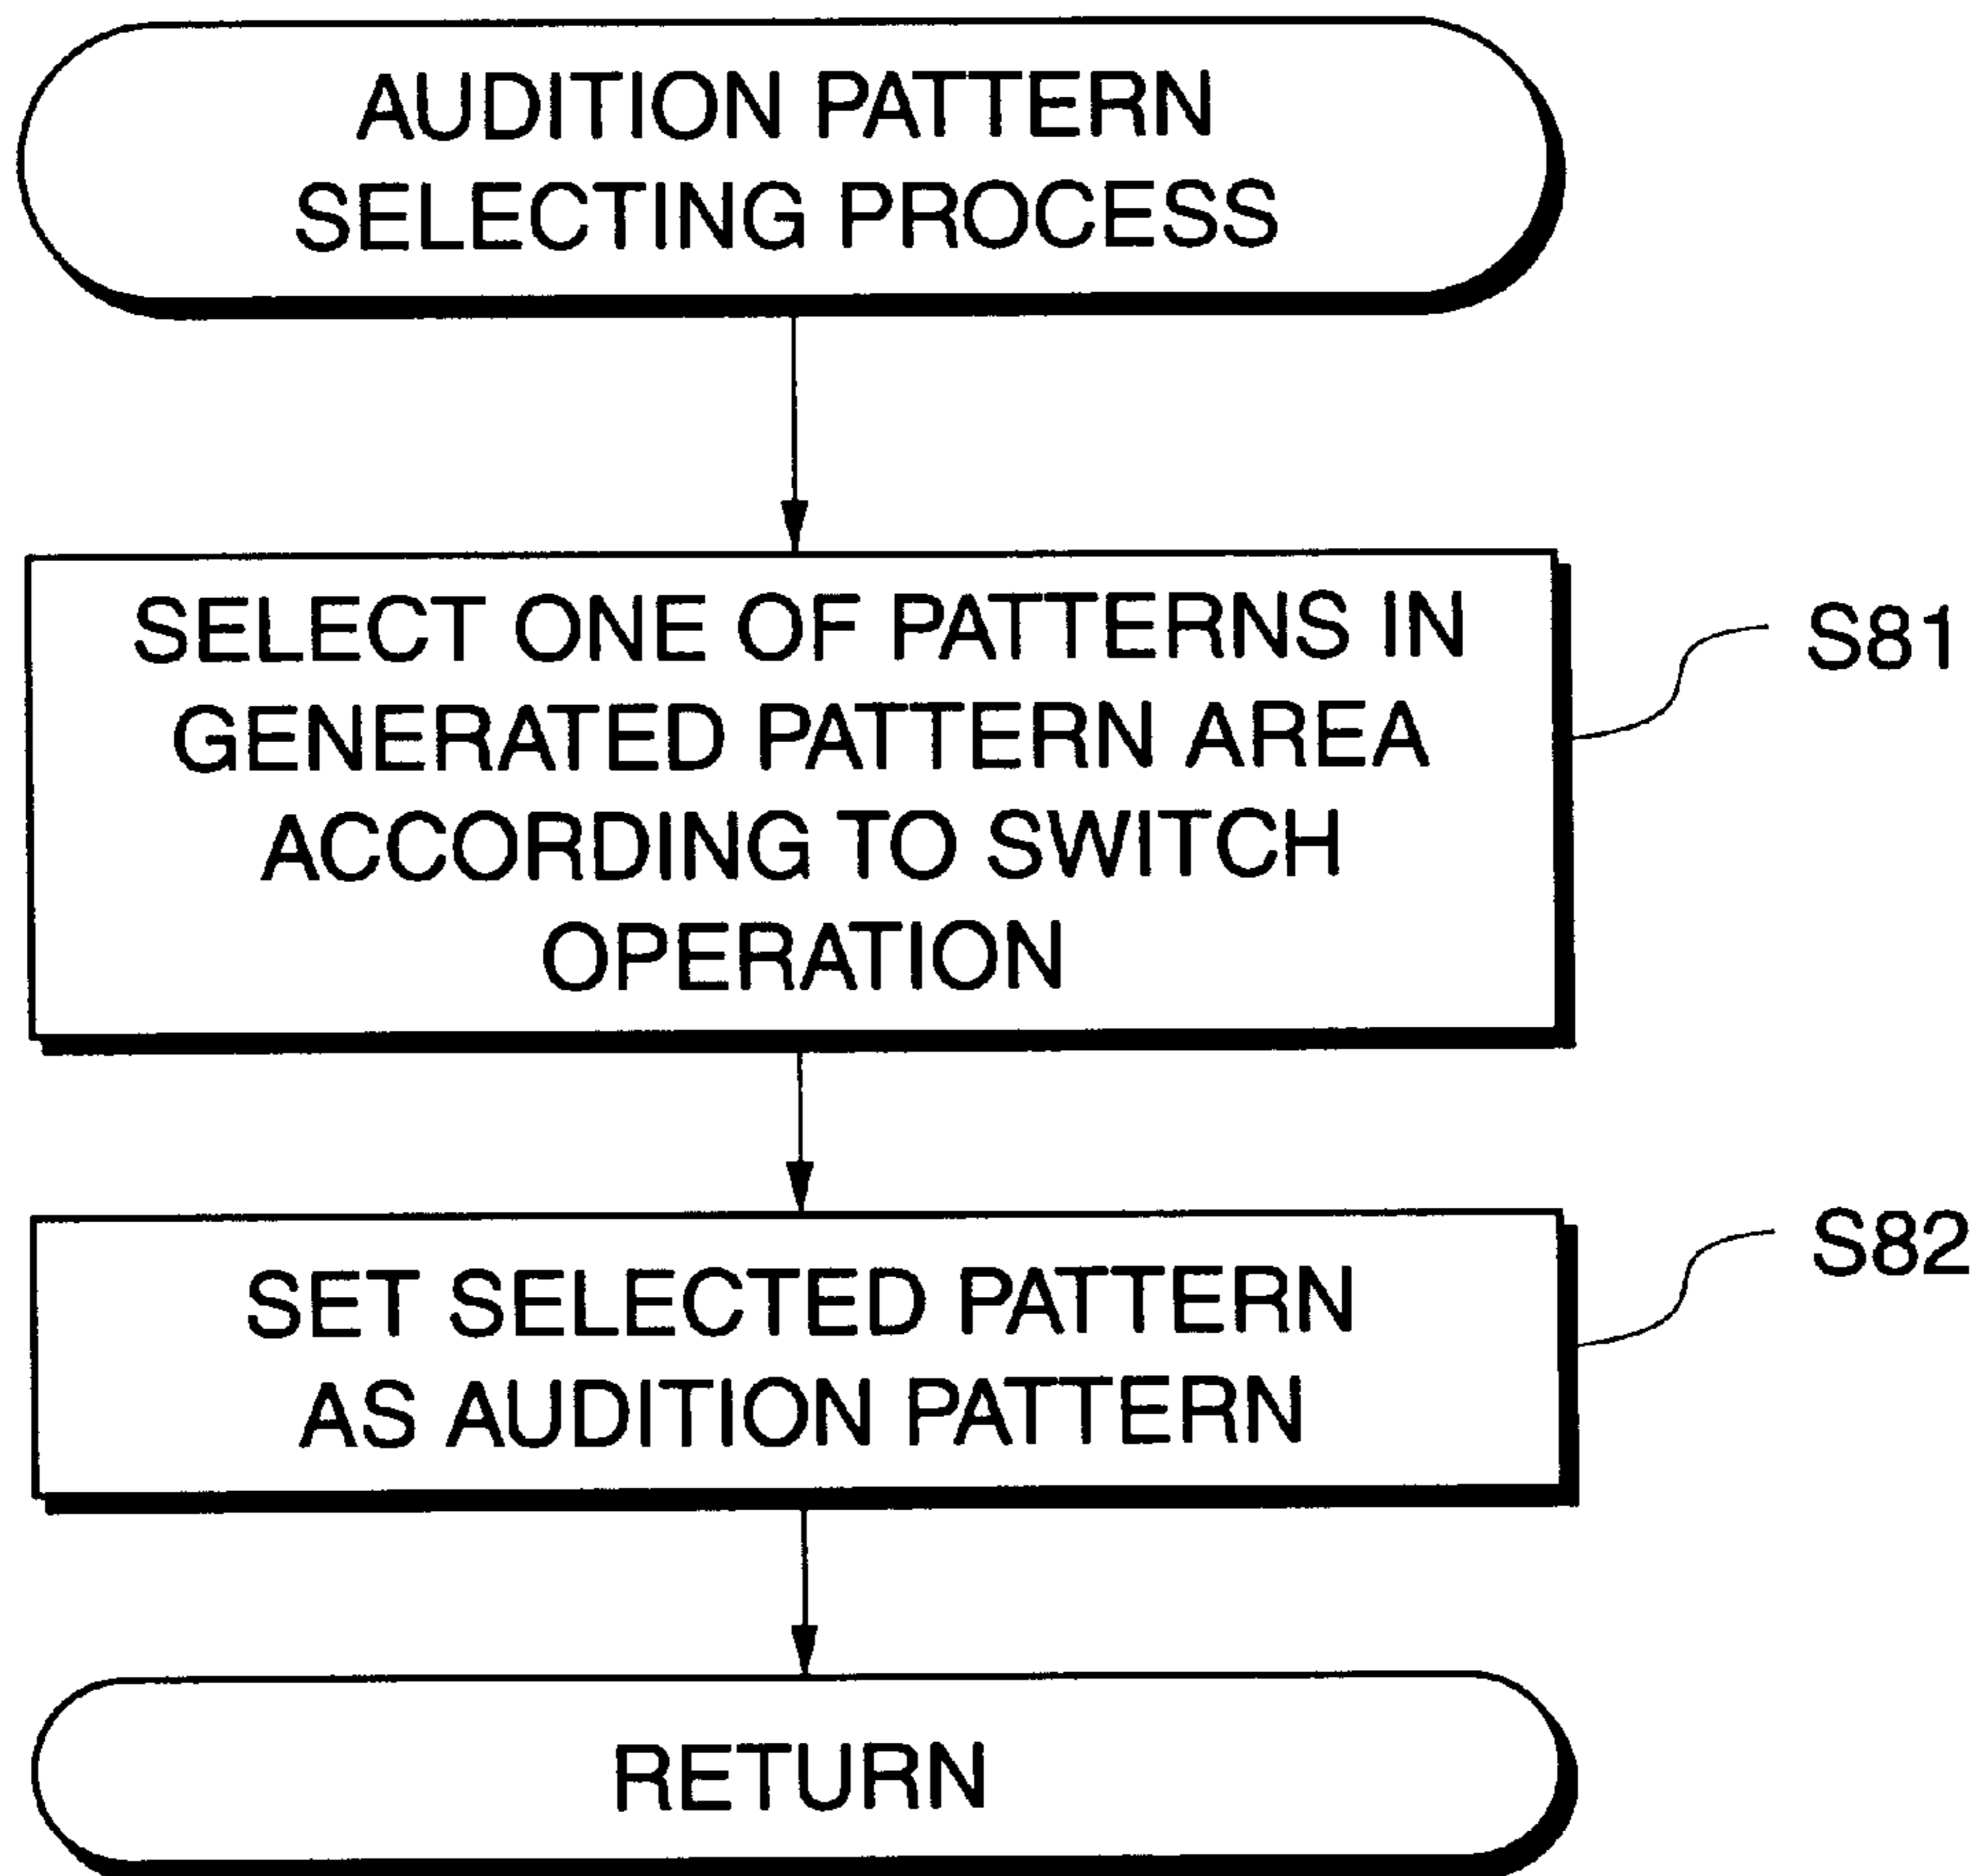 AUDITION PATTERN
SELECTING PROCESS
SELECT ONE OF PATTERNS IN
GENERATED PATTERN AREA
ACCORDING TO SWITCH
OPERATION
S81
SET SELECTED PATTERN
AS AUDITION PATTERN
S82
RETURN